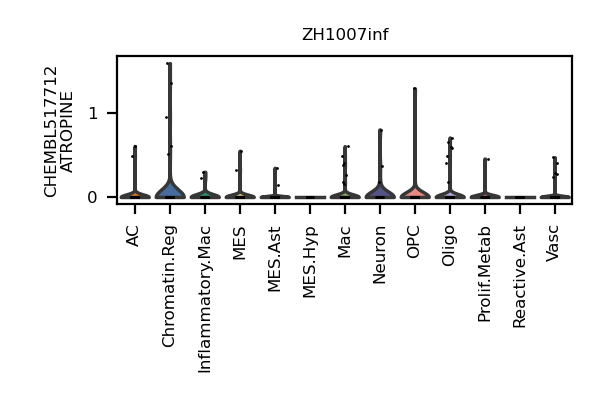 ZH1007inf
CHEMBL517712
ATROPINE
1
0
AC
Chromatin.Reg
Inflammatory.Mac
MES
MES.Ast
MES.Hyp
Mac
Neuron
OPC
Oligo
Prolif.Metab
Reactive.Ast
Vasc